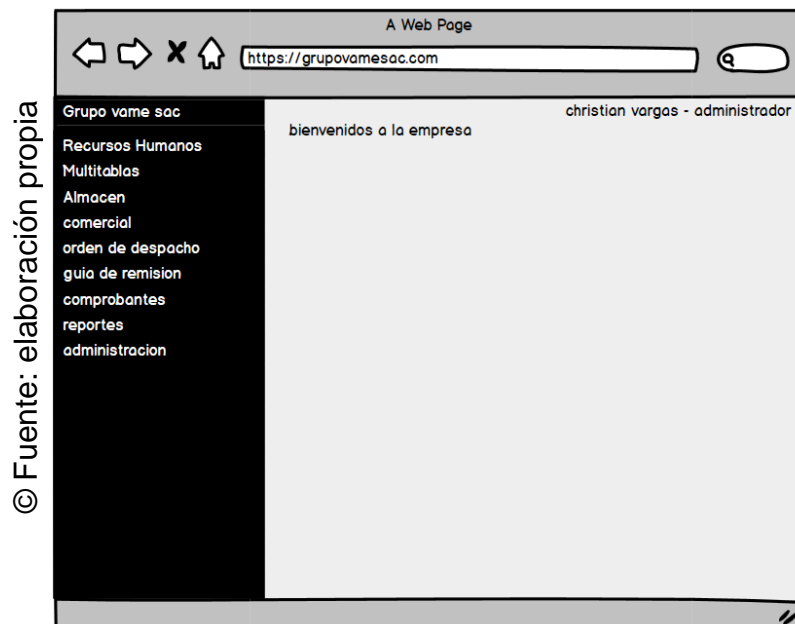 A Web Page
https://grupovamesac.com
Grupo vame sac
christian vargas - administrador
bienvenidos a la empresa
Recursos Humanos
Multitablas
Almacen
comercial
orden de despacho
guia de remision
comprobantes
reportes
administracion
© Fuente: elaboración propia